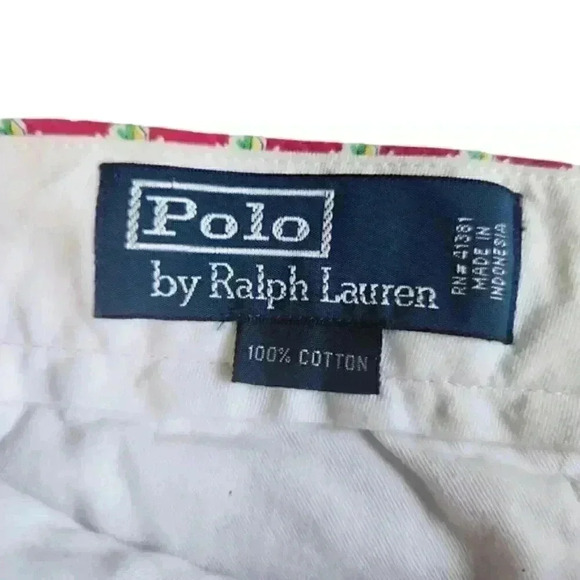 Polo
by Ralph Lauren
RN# 41381
MADE IN
INDONESIA
100% COTTON